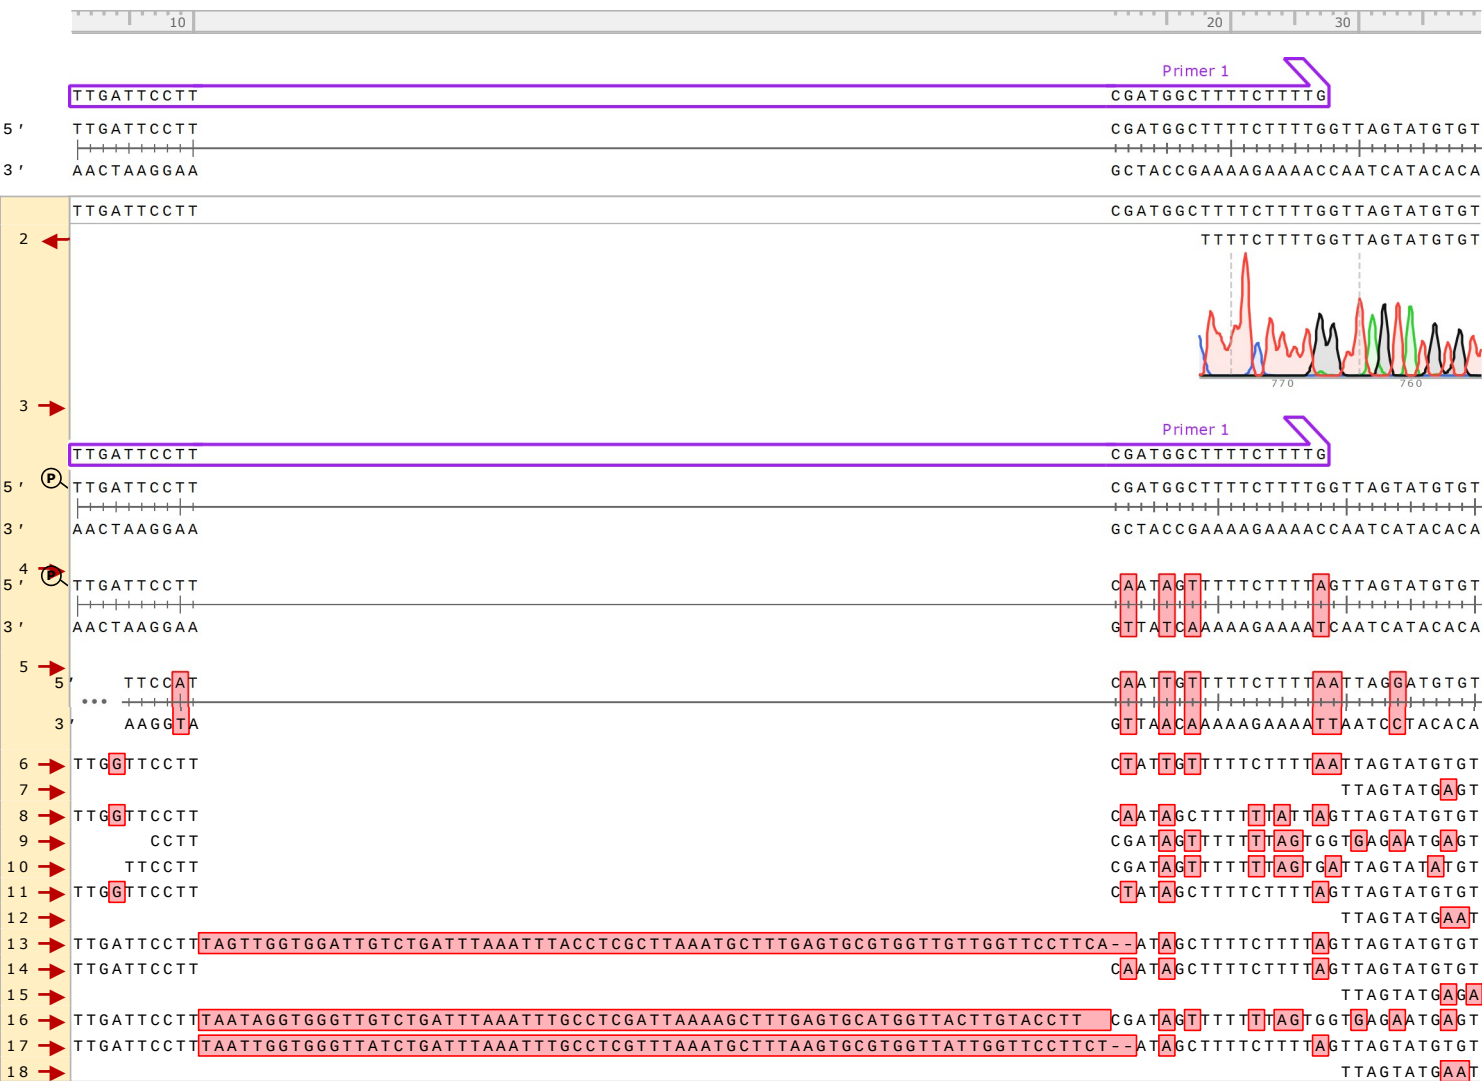 10 20 30
Primer 1
TTGATTCCTT CGATGGCTTTTCTTTTG
5' TTGATTCCTT CGATGGCTTTTCTTTTGGTTAGTATGTGT
3' AACTAAGGAA GCTACCGAAAAGAAAACCAATCATACACA
TTGATTCCTT CGATGGCTTTTCTTTTGGTTAGTATGTGT
2 TTTTCTTTTGGTTAGTATGTGT
770 760
3
Primer 1
TTGATTCCTT CGATGGCTTTTCTTTTG
P
5' TTGATTCCTT CGATGGCTTTTCTTTTGGTTAGTATGTGT
3' AACTAAGGAA GCTACCGAAAAGAAAACCAATCATACACA
4
P
5' TTGATTCCTT CAATAGTTTTTCTTTTAGTTAGTATGTGT
3' AACTAAGGAA GTTATCAAAAAGAAAATCAATCATACACA
5
5' TTCCAT CAATTGTTTTTCTTTTAATTAGGATGTGT
...
3' AAGGTA GTTAACAAAAAGAAAATTAATCCTACACA
6 TTGGTTCCTT CTATTGTTTTTCTTTTAATTAGTATGTGT
7 TTAGTATGAGT
8 TTGGTTCCTT CAATAGCTTTTTTATTAGTTAGTATGTGT
9 CCTT CGATAGTTTTTTTAGTGGTGAGAATGAGT
10 TTCCTT CGATAGTTTTTTTAGTGATTAGTATATGT
11 TTGGTTCCTT CTATAGCTTTTCTTTTAGTTAGTATGTGT
12 TTAGTATGAAT
13 TTGATTCCTTTAGTTGGTGGATTGTCTGATTTAAATTTACCTCGCTTAAATGCTTTGAGTGCGTGGTTGTTGGTTCCTTCA--ATAGCTTTTCTTTTAGTTAGTATGTGT
14 TTGATTCCTT CAATAGCTTTTCTTTTAGTTAGTATGTGT
15 TTAGTATGAGA
16 TTGATTCCTTTAATAGGTGGGTTGTCTGATTTAAATTTGCCTCGATTAAAAGCTTTGAGTGCATGGTTACTTGTACCTT CGATAGTTTTTTTAGTGGTGAGAATGAGT
17 TTGATTCCTTTAATTGGTGGGTTATCTGATTTAAATTTGCCTCGTTTAAATGCTTTAAGTGCGTGGTTATTGGTTCCTTCT--ATAGCTTTTCTTTTAGTTAGTATGTGT
18 TTAGTATGAAT